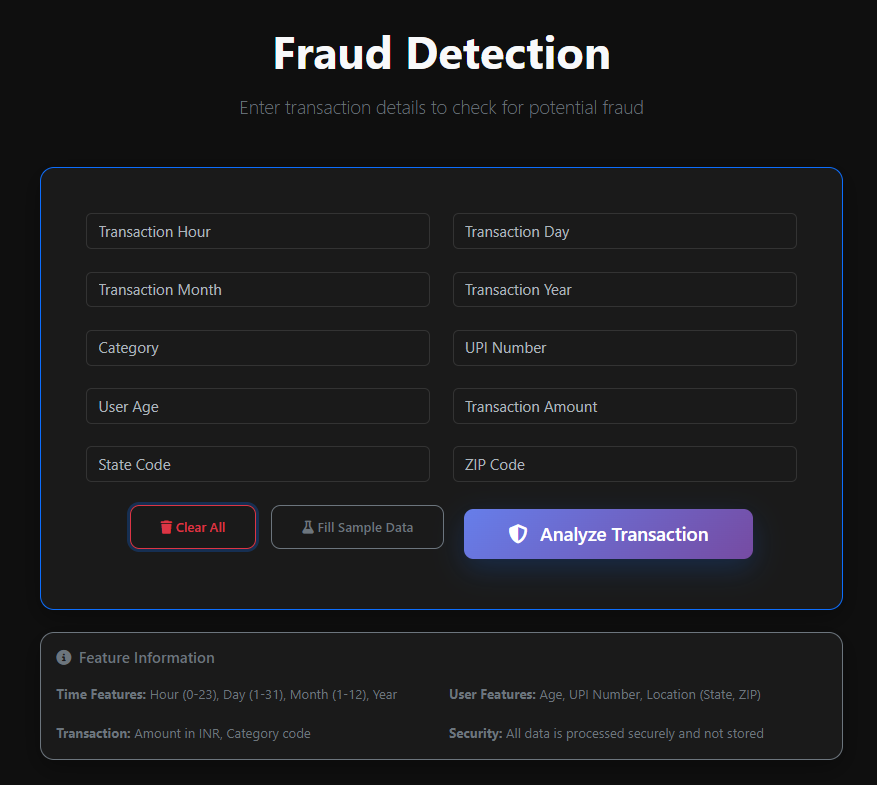 Fraud Detection
Enter transaction details to check for potential fraud
Transaction Hour
Transaction Day
Transaction Month
Transaction Year
Category
UPI Number
User Age
Transaction Amount
State Code
ZIP Code
Clear All
Fill Sample Data
Analyze Transaction
Feature Information
Time Features: Hour (0-23), Day (1-31), Month (1-12), Year
User Features: Age, UPI Number, Location (State, ZIP)
Transaction: Amount in INR, Category code
Security: All data is processed securely and not stored